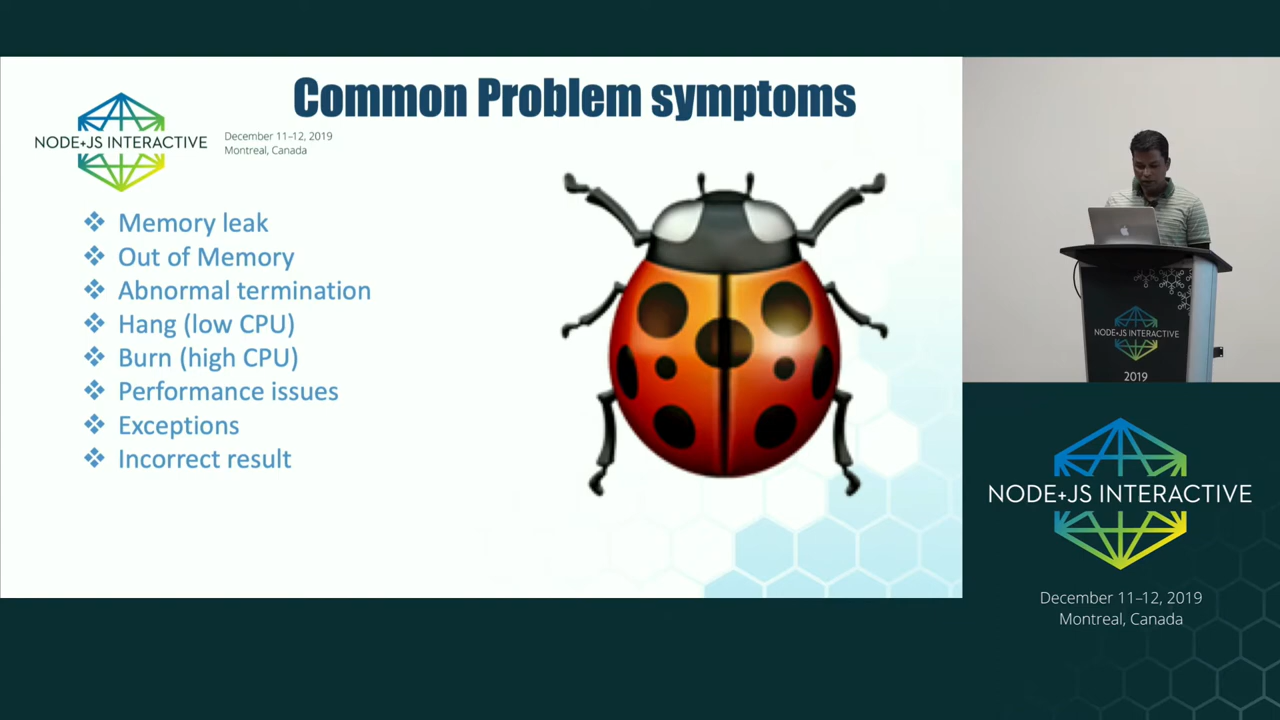 Common Problem symptoms
NODE+JS INTERACTIVE
December 11–12, 2019
Montreal, Canada
❖ Memory leak
❖ Out of Memory
❖ Abnormal termination
❖ Hang (low CPU)
❖ Burn (high CPU)
❖ Performance issues
❖ Exceptions
❖ Incorrect result
NODE+JS INTERACTIVE
2019
NODE+JS INTERACTIVE
December 11–12, 2019
Montreal, Canada